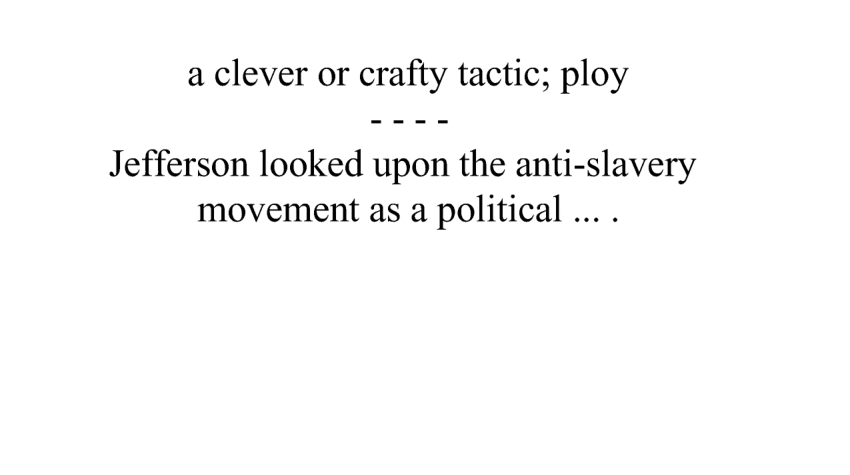 a clever or crafty tactic; ploy
- - - -
Jefferson looked upon the anti-slavery
movement as a political ... .